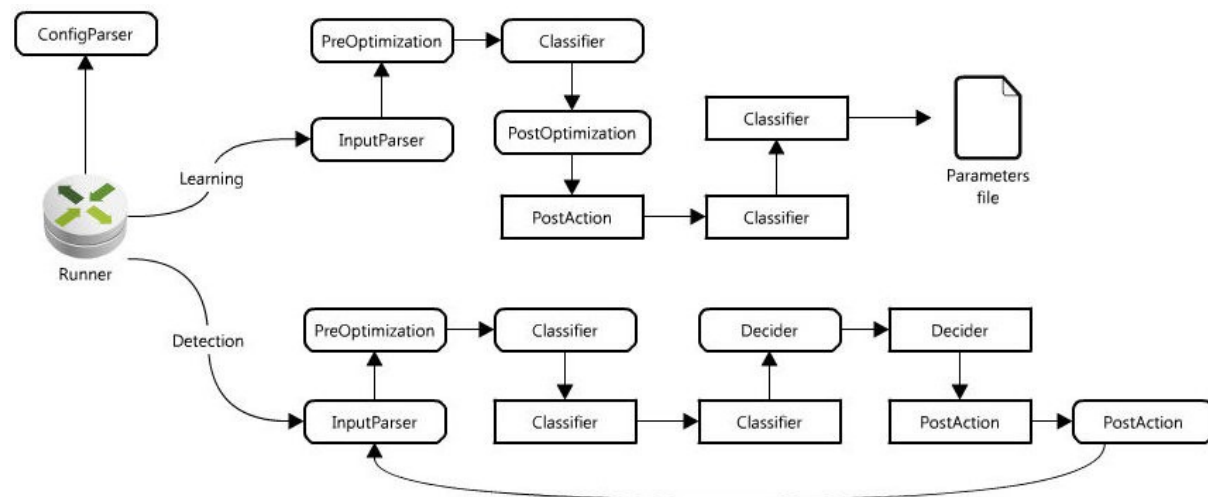 ConfigParser
PreOptimization
Classifier
InputParser
PostOptimization
Classifier
Learning
PostAction
Classifier
Parameters
file
Runner
Detection
PreOptimization
Classifier
Decider
Decider
InputParser
Classifier
Classifier
PostAction
PostAction